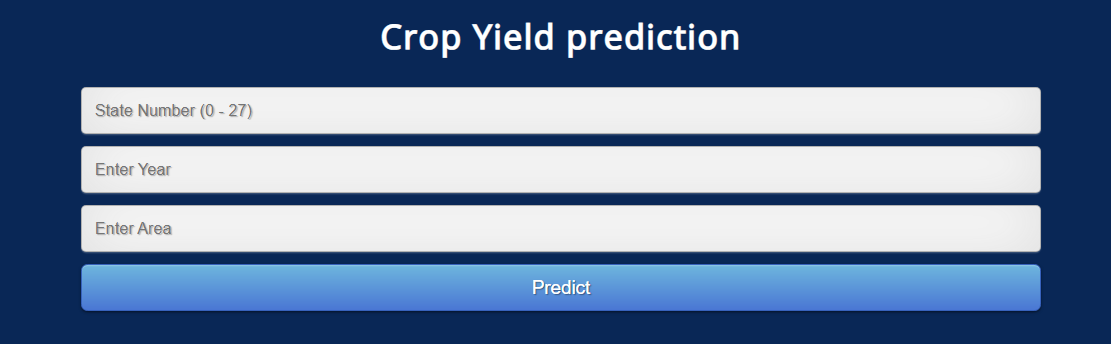 Crop Yield prediction
State Number (0 - 27)
Enter Year
Enter Area
Predict